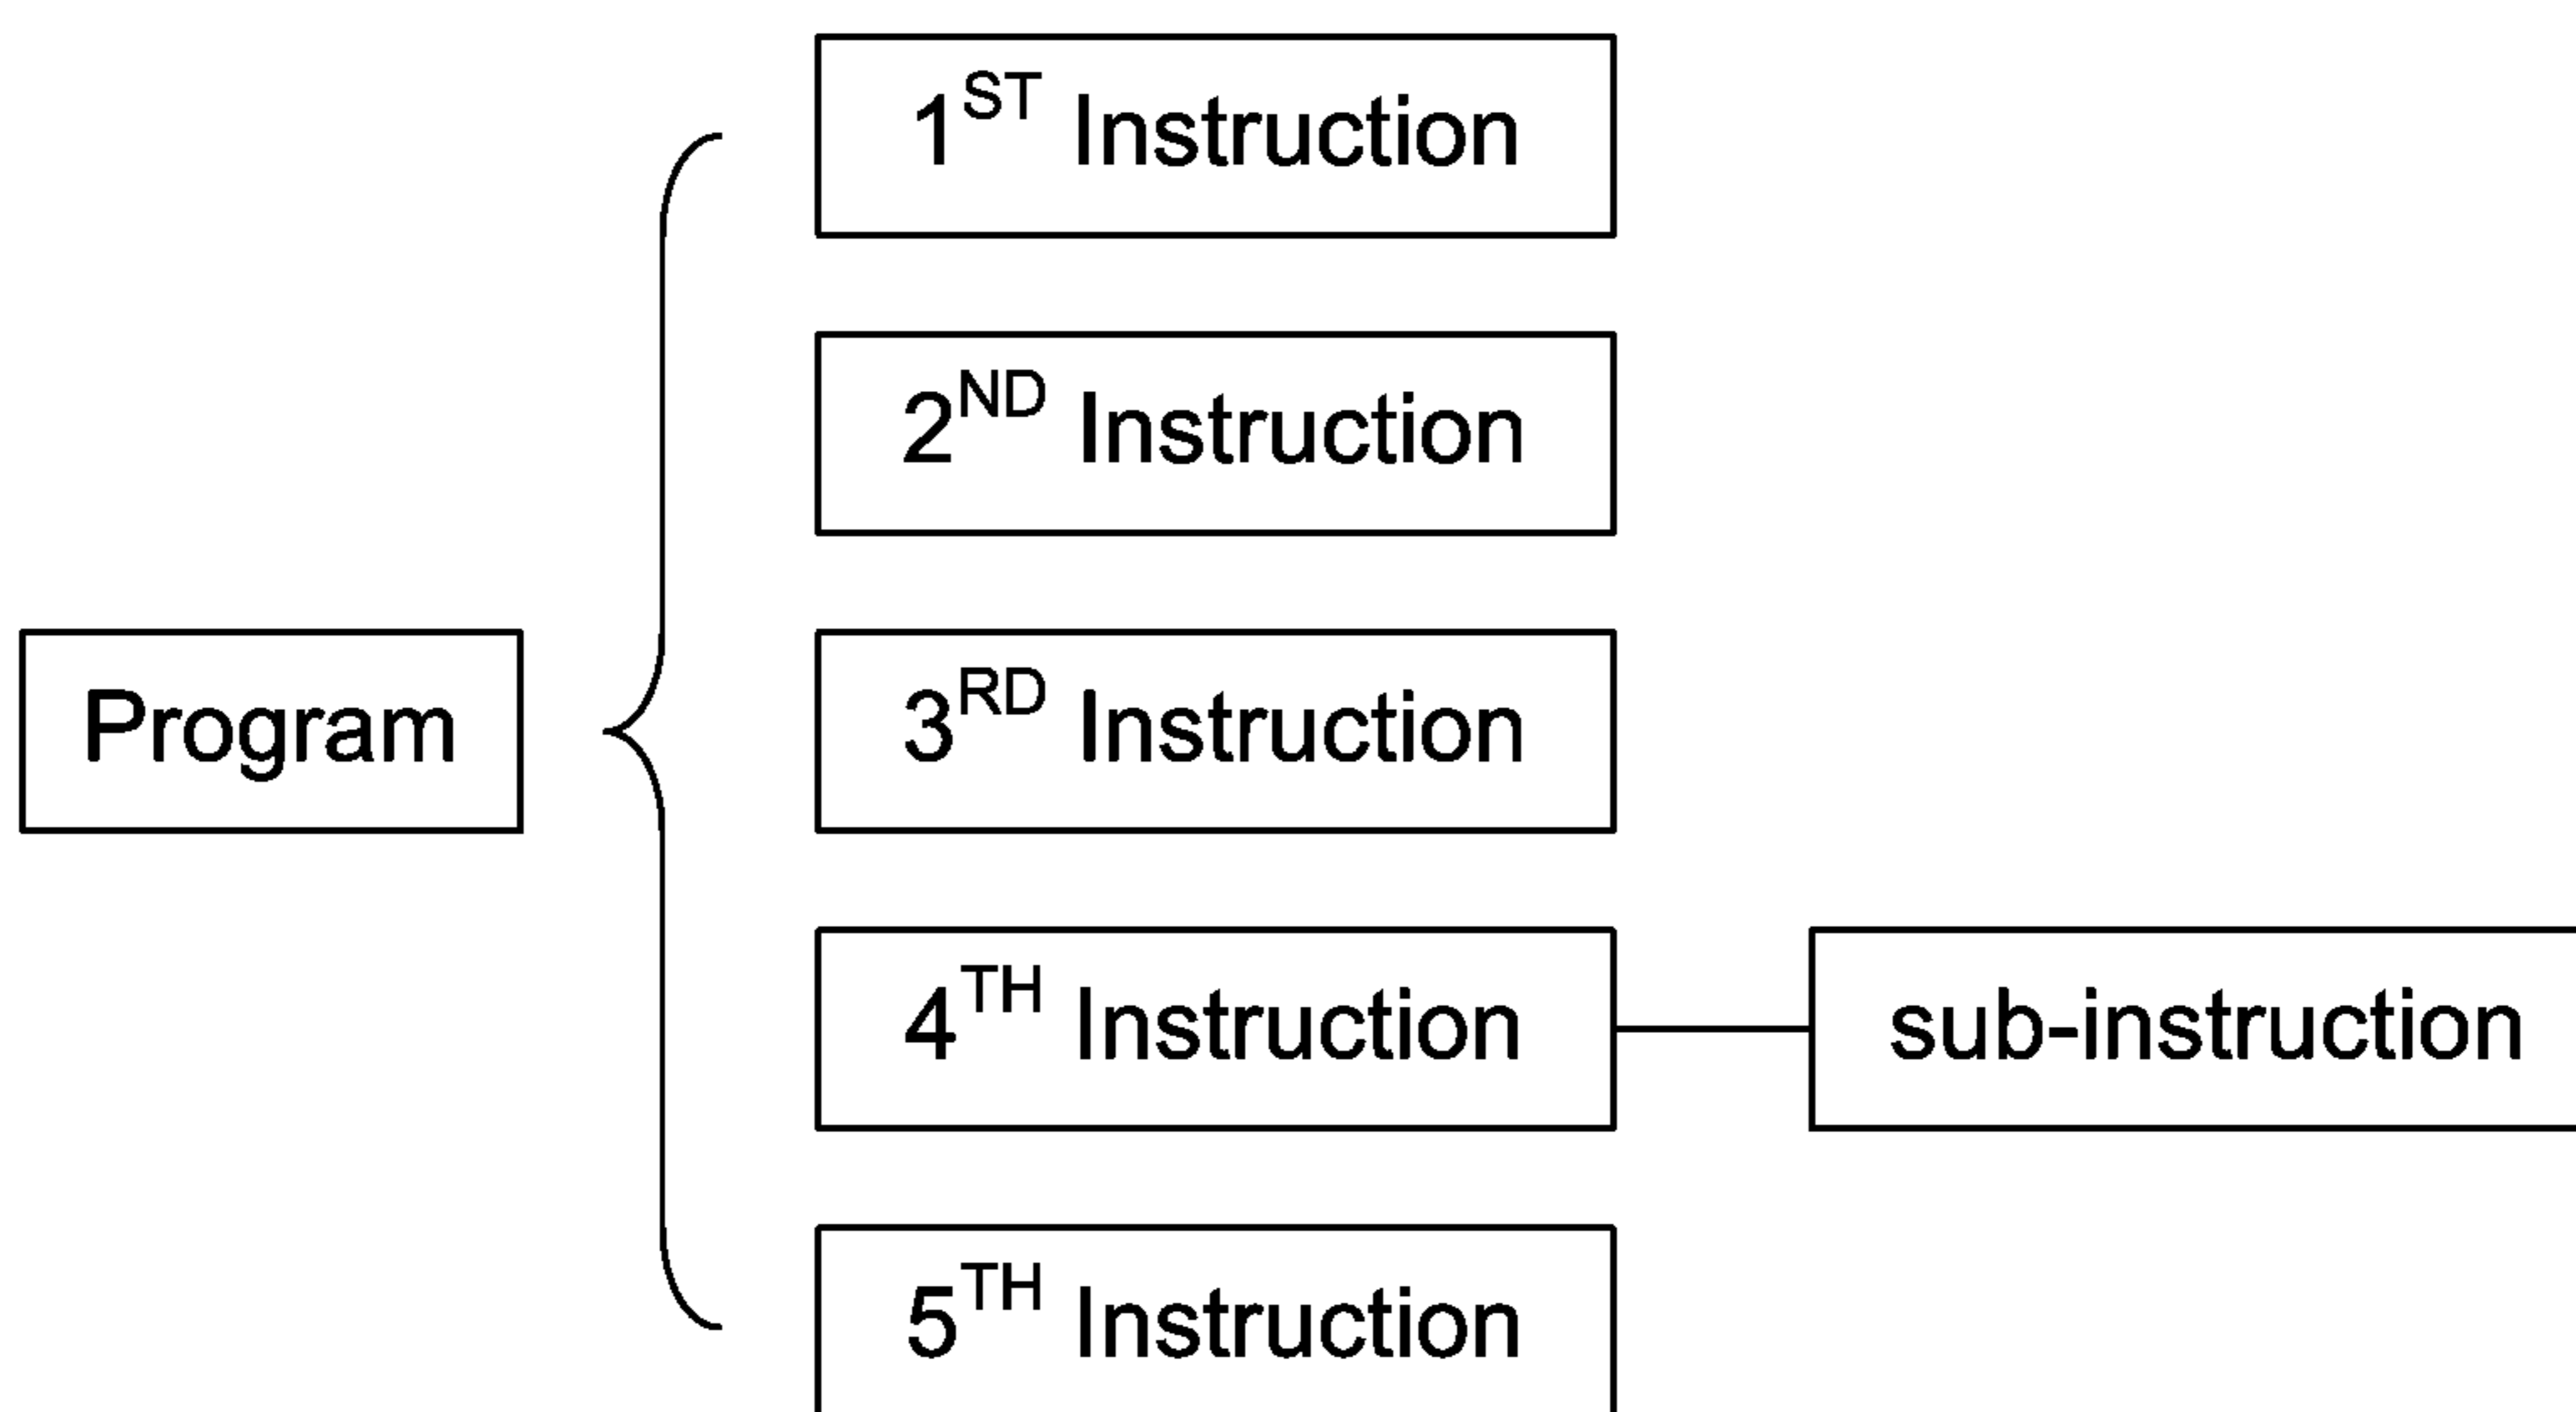 1ST Instruction
2ND Instruction
3RD Instruction
Program
4TH Instruction
sub-instruction
5TH Instruction